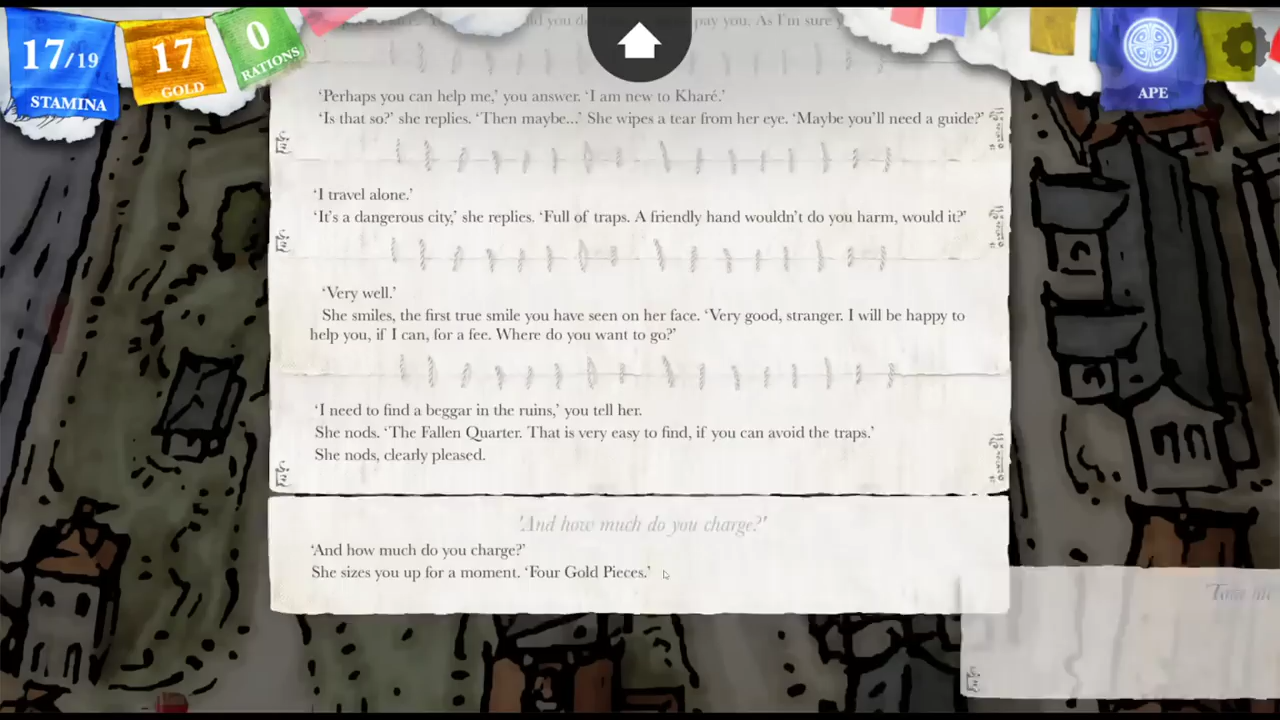 17/19
STAMINA
17
GOLD
0
RATIONS
APE
pay you. As I'm sure
‘Perhaps you can help me,’ you answer. ‘I am new to Kharé.’
‘Is that so?’ she replies. ‘Then maybe...’ She wipes a tear from her eye. ‘Maybe you’ll need a guide?’
‘I travel alone.’
‘It’s a dangerous city,’ she replies. ‘Full of traps. A friendly hand wouldn’t do you harm, would it?’
‘Very well.’
She smiles, the first true smile you have seen on her face. ‘Very good, stranger. I will be happy to
help you, if I can, for a fee. Where do you want to go?’
‘I need to find a beggar in the ruins,’ you tell her.
She nods. ‘The Fallen Quarter. That is very easy to find, if you can avoid the traps.’
She nods, clearly pleased.
'And how much do you charge?'
‘And how much do you charge?’
She sizes you up for a moment. ‘Four Gold Pieces.’